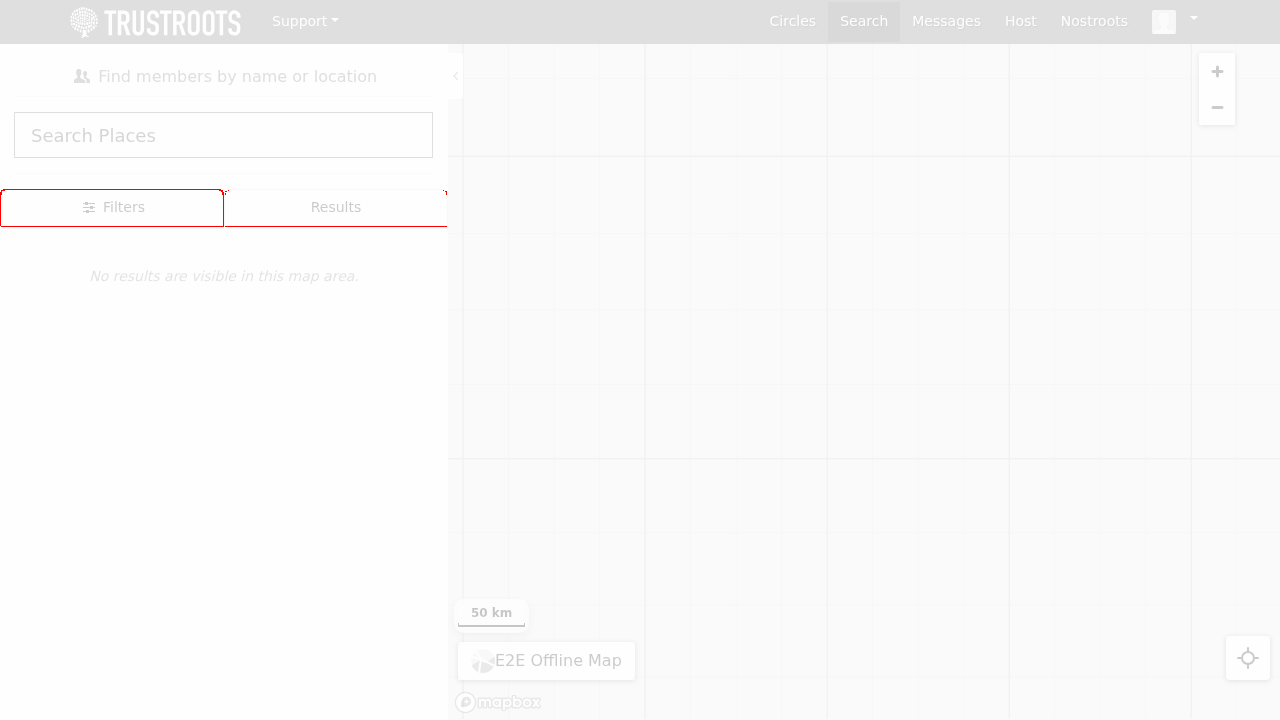 TRUSTROOTS Support Circles Search Messages Host Nostroots
Find members by name or location
Search Places
Filters Results
No results are visible in this map area.
50 km
E2E Offline Map
mapbox